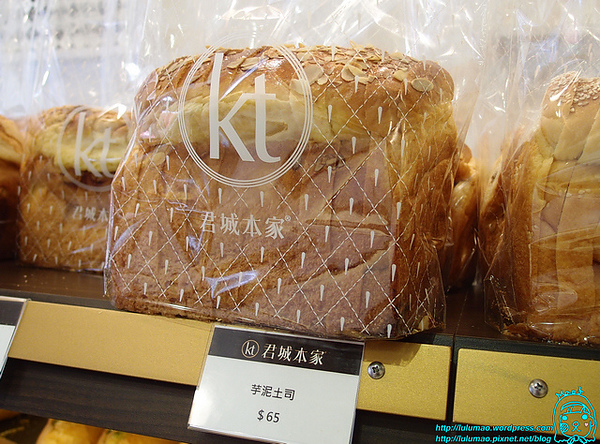 kt
kt
君城本家®
君城本家
kt 君城本家
芋泥土司
$65
http://lulumao.wordpress.com
http://lulumao.pixnet.net/blog